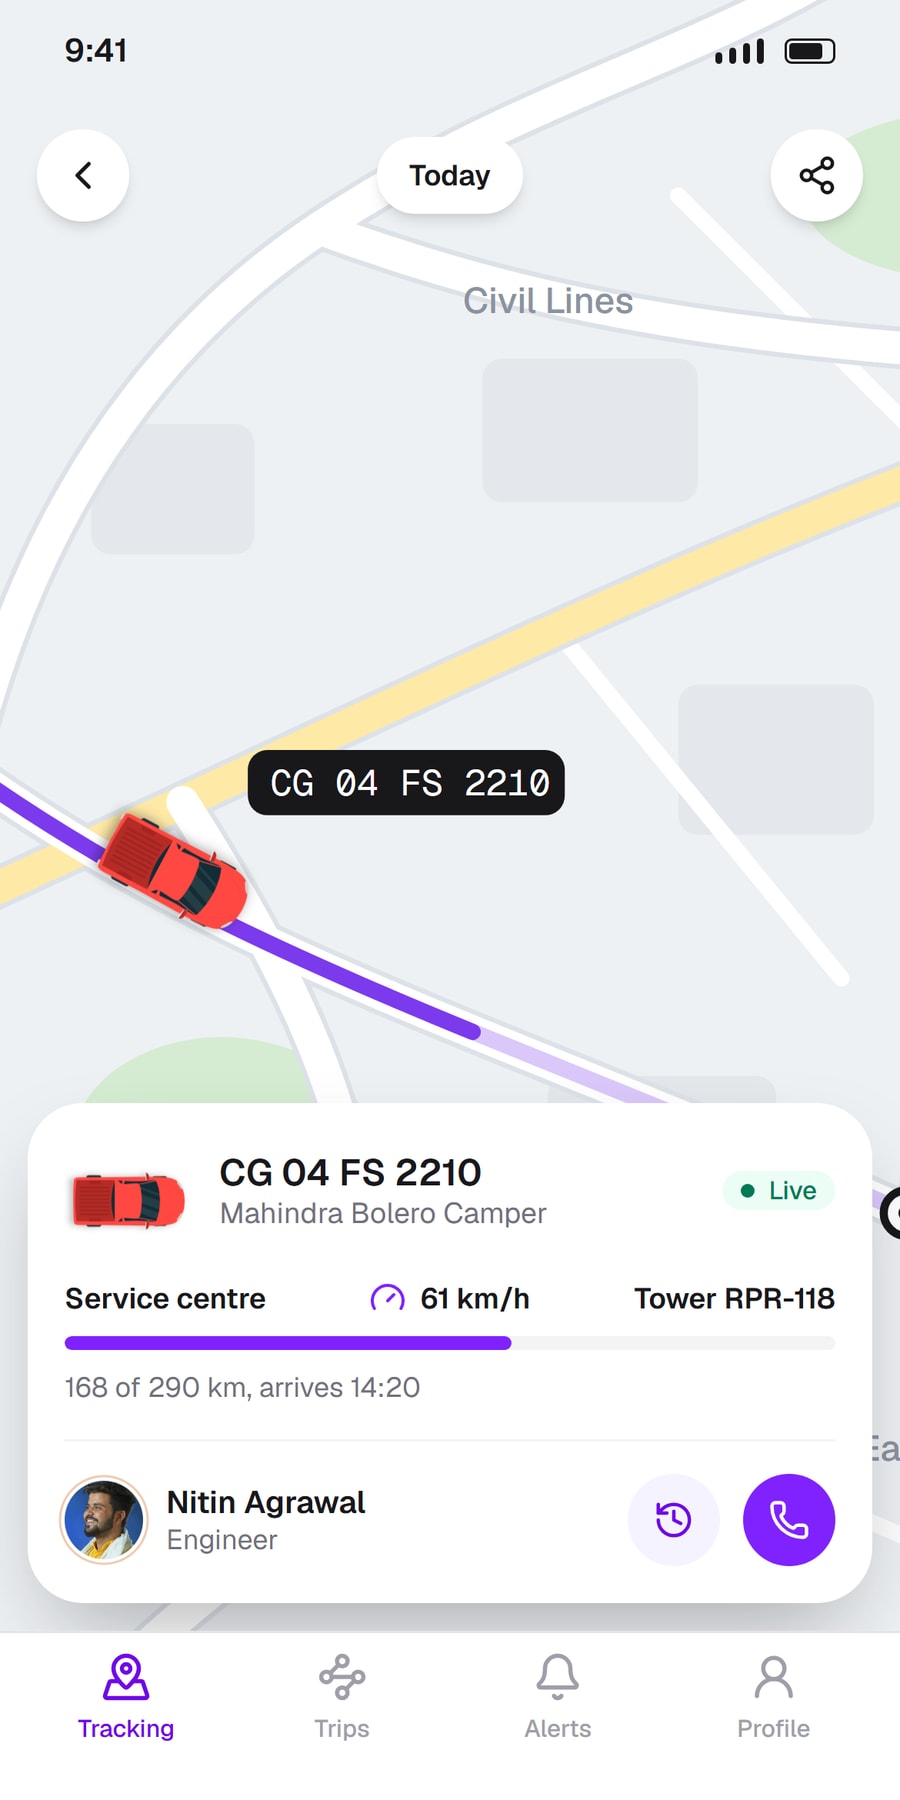 9:41
Today
Civil Lines
CG 04 FS 2210
CG 04 FS 2210
Mahindra Bolero Camper
Live
Service centre
61 km/h
Tower RPR-118
168 of 290 km, arrives 14:20
Ea
Nitin Agrawal
Engineer
Tracking
Trips
Alerts
Profile